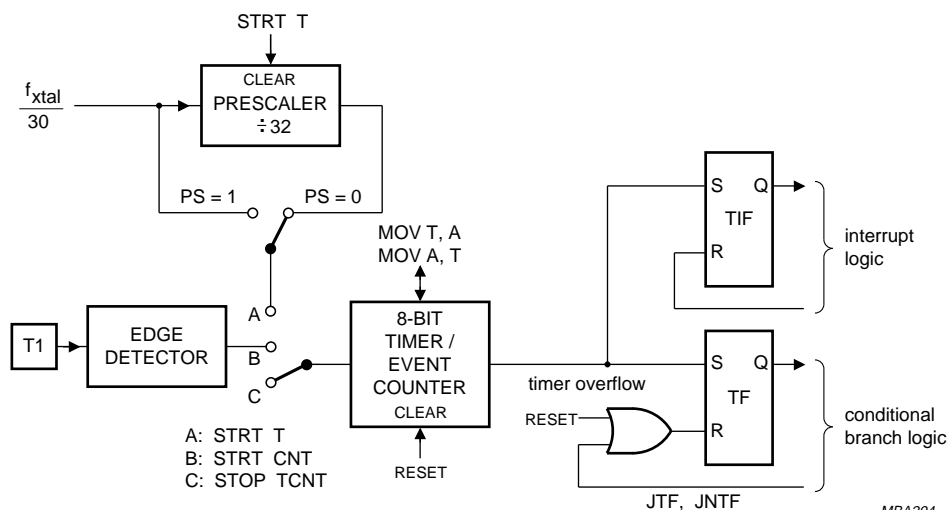 STRT T
f xtal
30
CLEAR
PRESCALER
÷32
PS = 1
PS = 0
MOV T, A
MOV A, T
A
B
C
T1
EDGE
DETECTOR
8-BIT
TIMER /
EVENT
COUNTER
CLEAR
RESET
A: STRT T
B: STRT CNT
C: STOP TCNT
timer overflow
S Q
TIF
R
interrupt
logic
S Q
TF
R
RESET
JTF, JNTF
conditional
branch logic